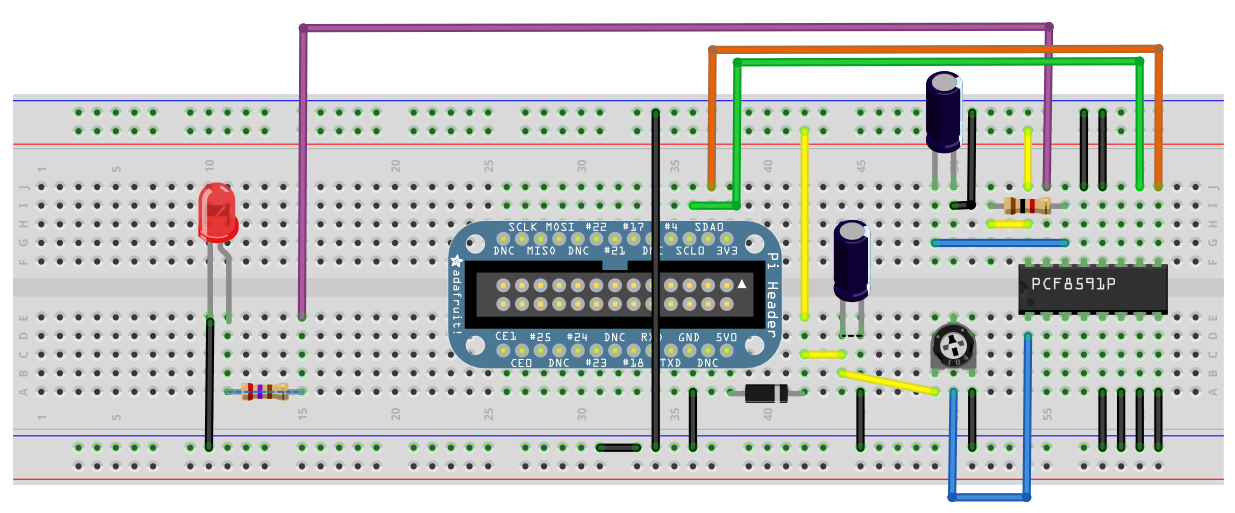 1 5 10 15 20 25 30 35 40 45 50 55 60
J
I
H
G
F
SCLK MOSI #22 #17 #4 SDA0
DNC MISO DNC #21 SCL0 3V3
adafruit!
Pi Header
PCF8591P
CE1 #25 #24 DNC RX GND 5V0
CE0 DNC #23 #18 TXD DNC
E
D
C
B
A
1 5 10 15 20 25 30 35 40 45 55